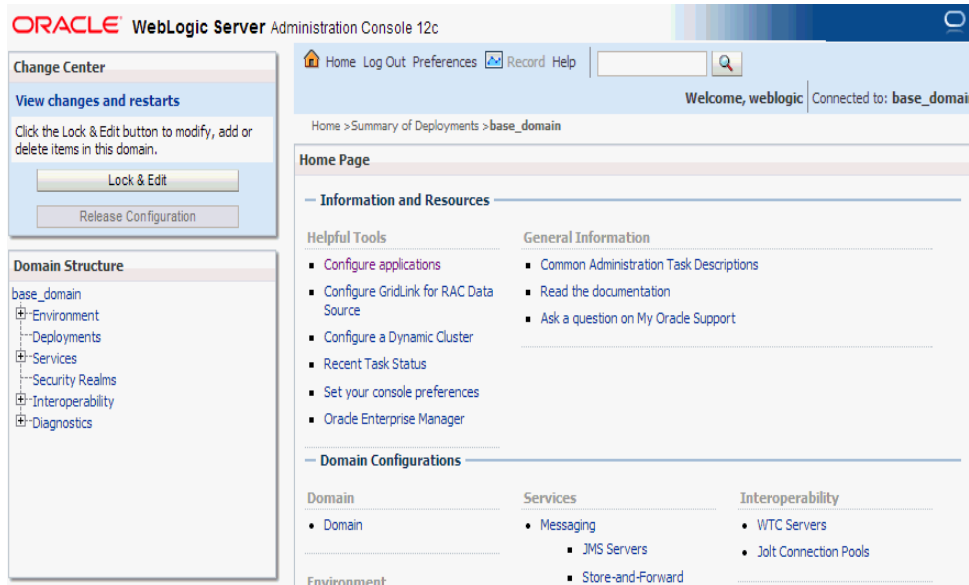 ORACLE WebLogic Server Administration Console 12c
Change Center
View changes and restarts
Click the Lock & Edit button to modify, add or
delete items in this domain.
Lock & Edit
Release Configuration
Domain Structure
base_domain
Environment
Deployments
Services
Security Realms
Interoperability
Diagnostics
Home Log Out Preferences Record Help
Welcome, weblogic Connected to: base_domain
Home >Summary of Deployments >base_domain
Home Page
Information and Resources
Helpful Tools
Configure applications
Configure GridLink for RAC Data
Source
Configure a Dynamic Cluster
Recent Task Status
Set your console preferences
Oracle Enterprise Manager
General Information
Common Administration Task Descriptions
Read the documentation
Ask a question on My Oracle Support
Domain Configurations
Domain
Domain
Environment
Services
Messaging
JMS Servers
Store-and-Forward
Interoperability
WTC Servers
Jolt Connection Pools